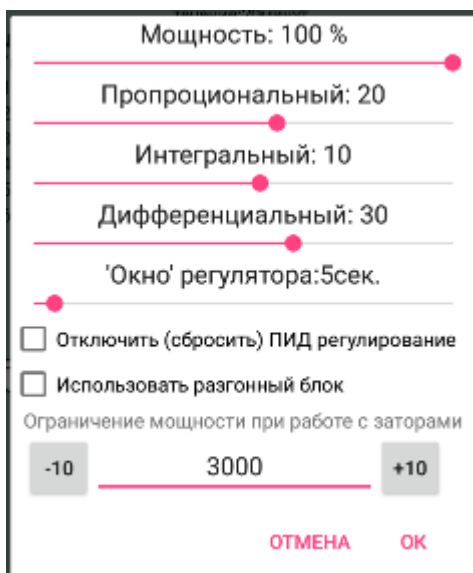 Мощность: 100 %
Пропроциональный: 20
Интегральный: 10
Дифференциальный: 30
'Окно' регулятора:5сек.
Отключить (сбросить) ПИД регулирование
Использовать разгонный блок
Ограничение мощности при работе с заторами
-10 3000 +10
ОТМЕНА ОК